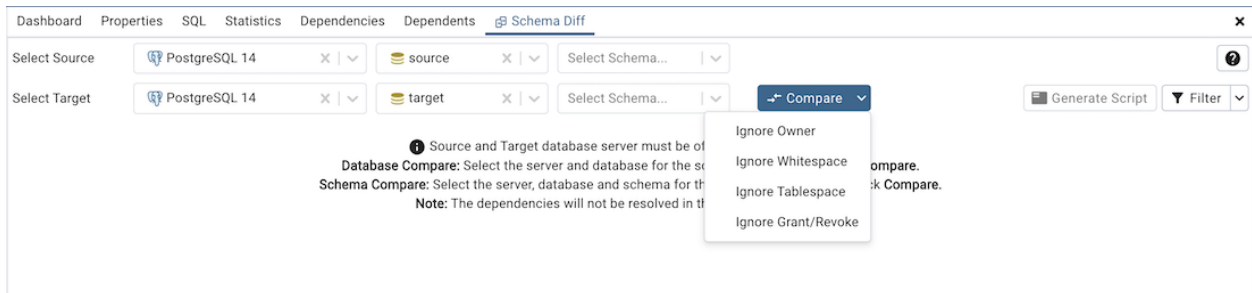 Dashboard Properties SQL Statistics Dependencies Dependents Schema Diff
Select Source PostgreSQL 14 source Select Schema...
Select Target PostgreSQL 14 target Select Schema... Compare Generate Script Filter
Ignore Owner
Ignore Whitespace
Ignore Tablespace
Ignore Grant/Revoke
Source and Target database server must be of
Database Compare: Select the server and database for the so ompare.
Schema Compare: Select the server, database and schema for th k Compare.
Note: The dependencies will not be resolved in th